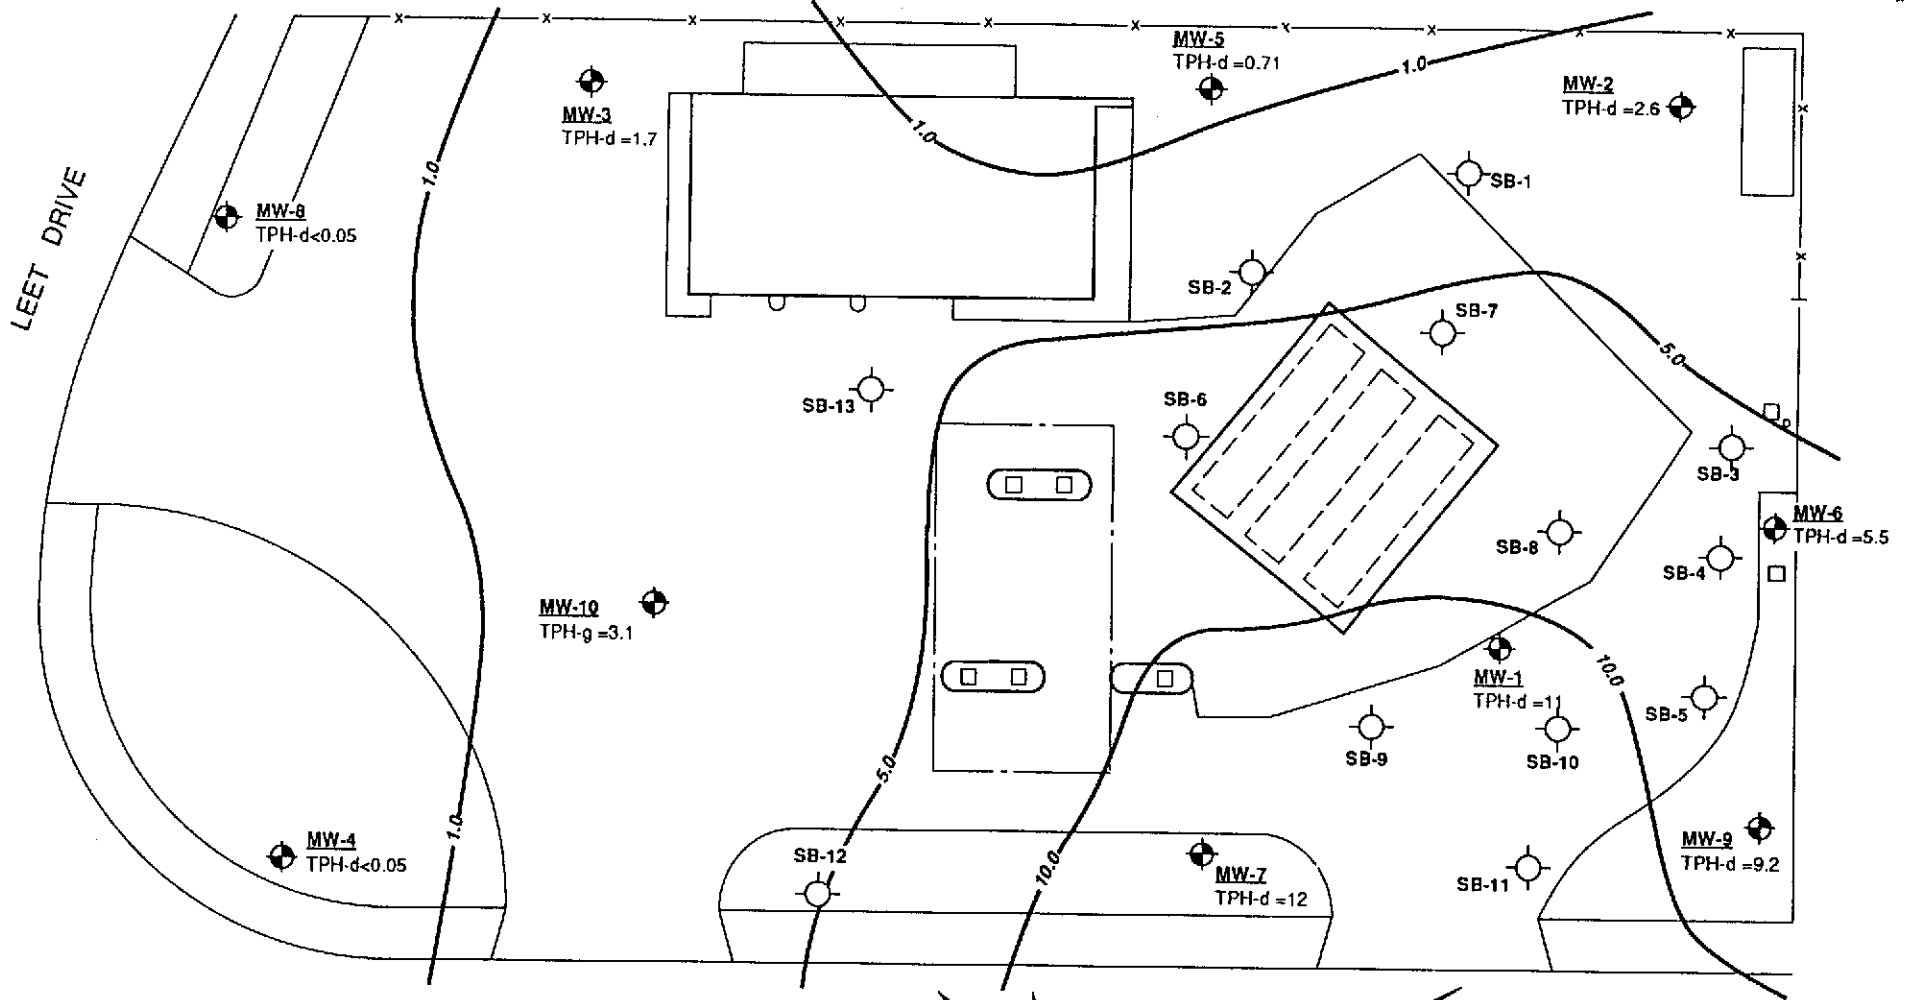 MW-5
TPH-d =0.71
1.0
MW-2
TPH-d =2.6
MW-3
TPH-d =1.7
1.0
1.0
SB-1
MW-8
TPH-d<0.05
LEET DRIVE
SB-2
SB-7
5.0
SB-13
SB-6
SB-3
MW-6
TPH-d =5.5
SB-8
SB-4
MW-10
TPH-g =3.1
MW-1
TPH-d =11
10.0
SB-5
SB-9
SB-10
5.0
1.0
MW-4
TPH-d<0.05
SB-12
10.0
MW-7
TPH-d =12
SB-11
MW-9
TPH-d =9.2